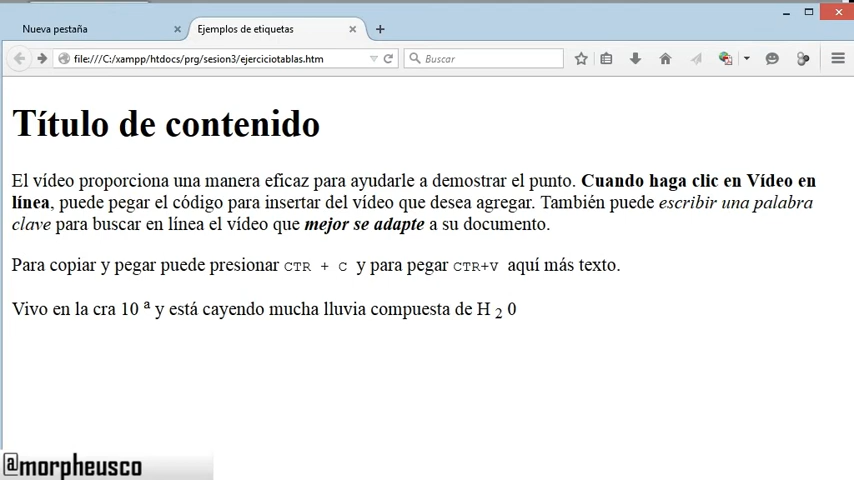 Nueva pestaña
Ejemplos de etiquetas
file:///C:/xampp/htdocs/prg/sesion3/ejerciciotablas.htm
Buscar
Título de contenido
El vídeo proporciona una manera eficaz para ayudarle a demostrar el punto. Cuando haga clic en Vídeo en
línea, puede pegar el código para insertar del vídeo que desea agregar. También puede escribir una palabra
clave para buscar en línea el vídeo que mejor se adapte a su documento.
Para copiar y pegar puede presionar CTR + C y para pegar CTR+V aquí más texto.
Vivo en la cra 10 ª y está cayendo mucha lluvia compuesta de H ₂ 0
@morpheusco